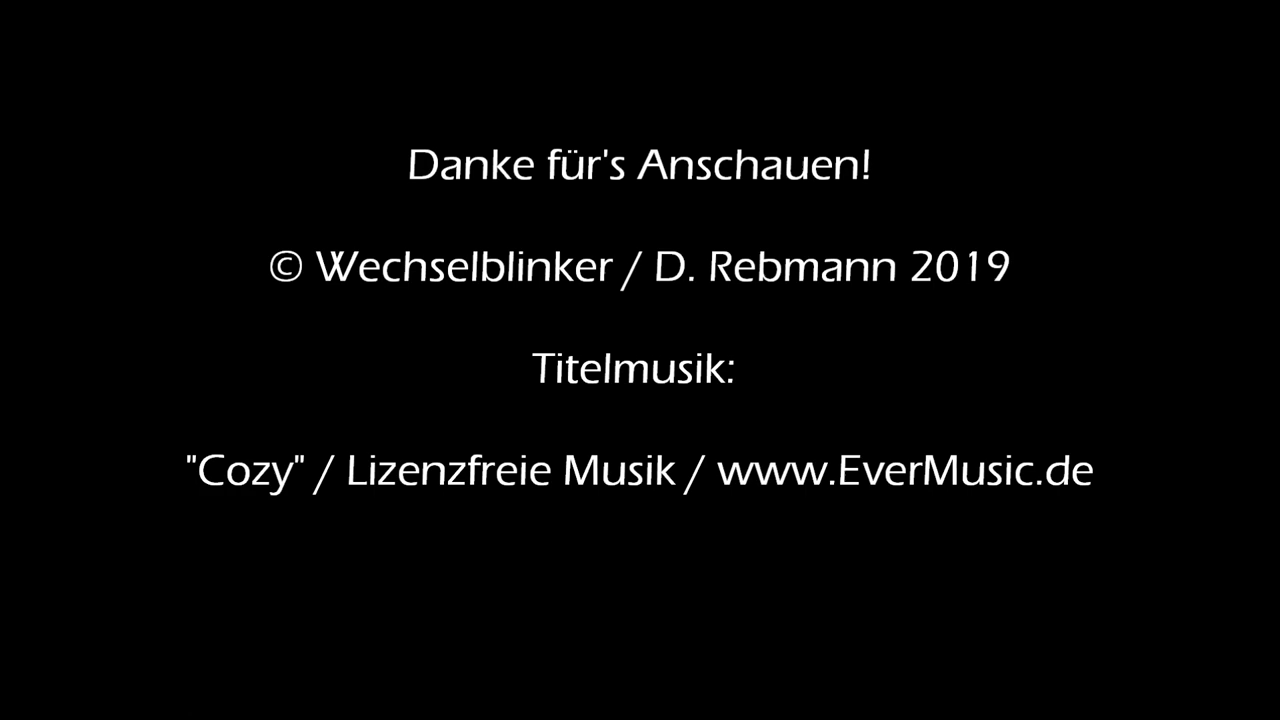 Danke für's Anschauen!
© Wechselblinker / D. Rebmann 2019
Titelmusik:
"Cozy" / Lizenzfreie Musik / www.EverMusic.de